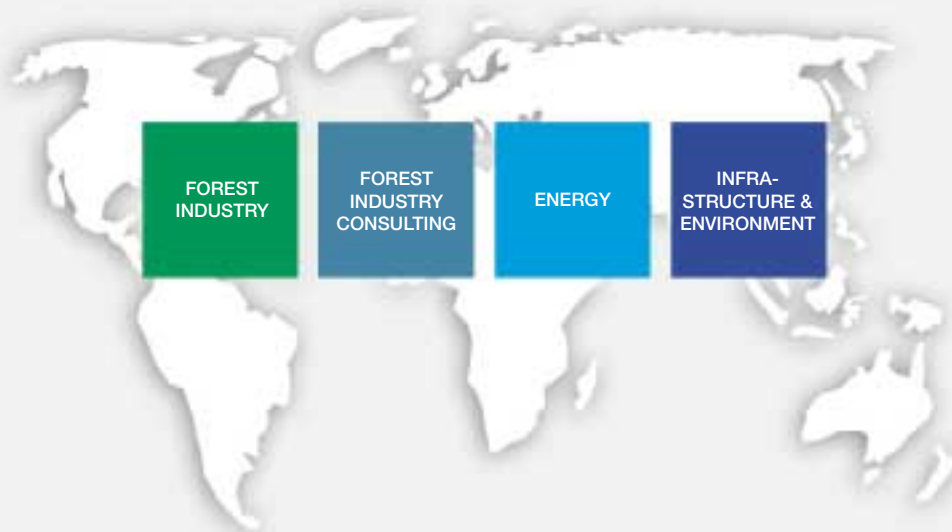 FOREST
INDUSTRY
FOREST
INDUSTRY
CONSULTING
ENERGY
INFRA-
STRUCTURE &
ENVIRONMENT